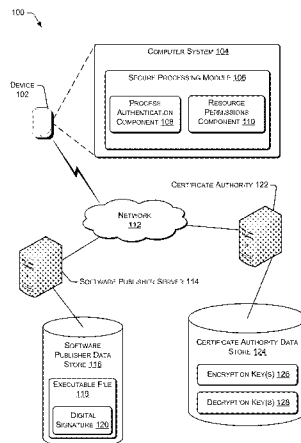 100
COMPUTER SYSTEM 104
DEVICE
102
SECURE PROCESSING MODULE 106
PROCESS
AUTHENTICATION
COMPONENT 108
RESOURCE
PERMISSIONS
COMPONENT 110
CERTIFICATE AUTHORITY 122
NETWORK
112
SOFTWARE PUBLISHER SERVER 114
SOFTWARE
PUBLISHER DATA
STORE 116
EXECUTABLE FILE
118
DIGITAL
SIGNATURE 120
CERTIFICATE AUTHORITY DATA
STORE 124
ENCRYPTION KEY(S) 126
DECRYPTION KEY(S) 128